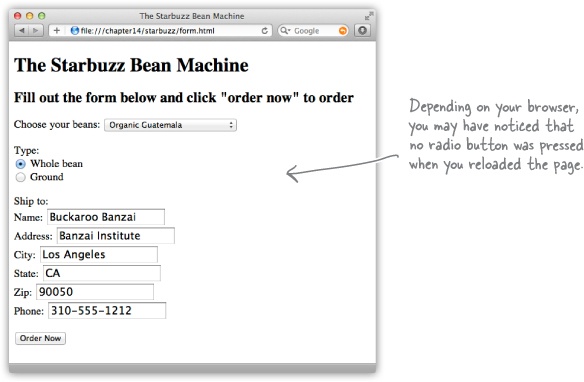 The Starbuzz Bean Machine
file:///chapter14/starbuzz/form.html
Google
The Starbuzz Bean Machine
Fill out the form below and click "order now" to order
Choose your beans: Organic Guatemala
Type:
Whole bean
Ground
Ship to:
Name: Buckaroo Banzai
Address: Banzai Institute
City: Los Angeles
State: CA
Zip: 90050
Phone: 310-555-1212
Order Now
Depending on your browser,
you may have noticed that
no radio button was pressed
when you reloaded the page.